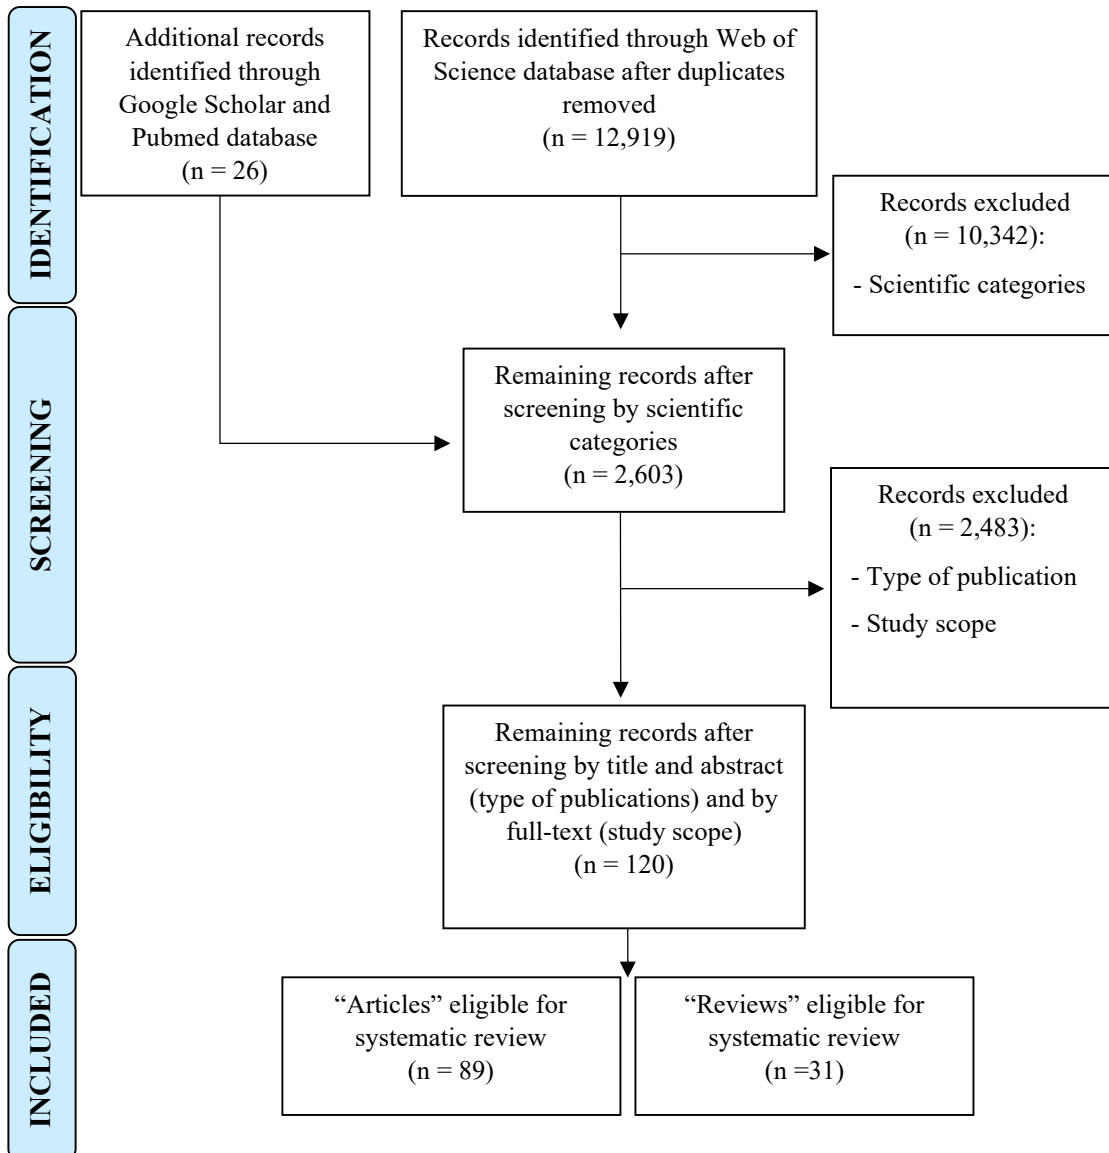 IDENTIFICATION
Additional records
identified through
Google Scholar and
Pubmed database
(n = 26)
Records identified through Web of
Science database after duplicates
removed
(n = 12,919)
Records excluded
(n = 10,342):
- Scientific categories
SCREENING
Remaining records after
screening by scientific
categories
(n = 2,603)
Records excluded
(n = 2,483):
- Type of publication
- Study scope
ELIGIBILITY
Remaining records after
screening by title and abstract
(type of publications) and by
full-text (study scope)
(n = 120)
INCLUDED
“Articles” eligible for
systematic review
(n = 89)
“Reviews” eligible for
systematic review
(n =31)